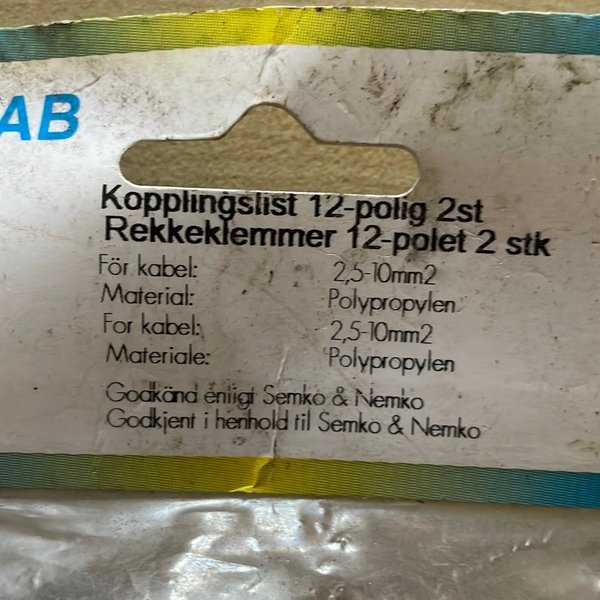 AB
Kopplingslist 12-polig 2st
Rekkeklemmer 12-polet 2 stk
För kabel: 2,5-10mm2
Material: Polypropylen
For kabel: 2,5-10mm2
Materiale: Polypropylen
Godkänd enligt Semko & Nemko
Godkjent i henhold til Semko & Nemko